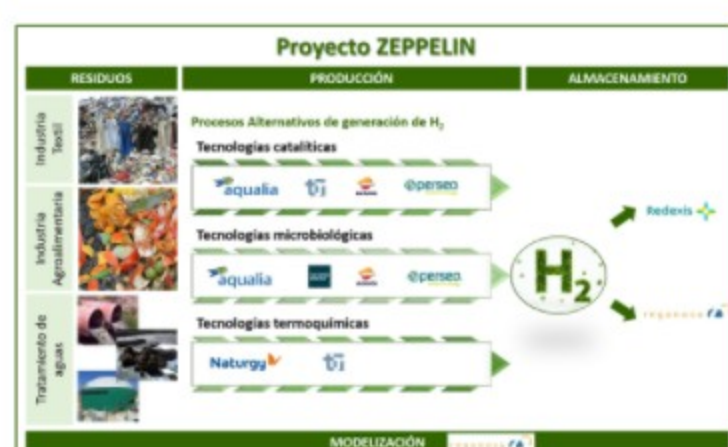 Proyecto ZEPPELIN
RESIDUOS
PRODUCCIÓN
ALMACENAMIENTO
Industria
Textil
Industria
Agroalimentaria
Tratamiento de
aguas
Procesos Alternativos de generación de H₂
Tecnologías catalíticas
aqualia
perseo
Tecnologías microbiológicas
aqualia
perseo
Tecnologías termoquímicas
Naturgy
H₂
Redexis
MODELIZACIÓN